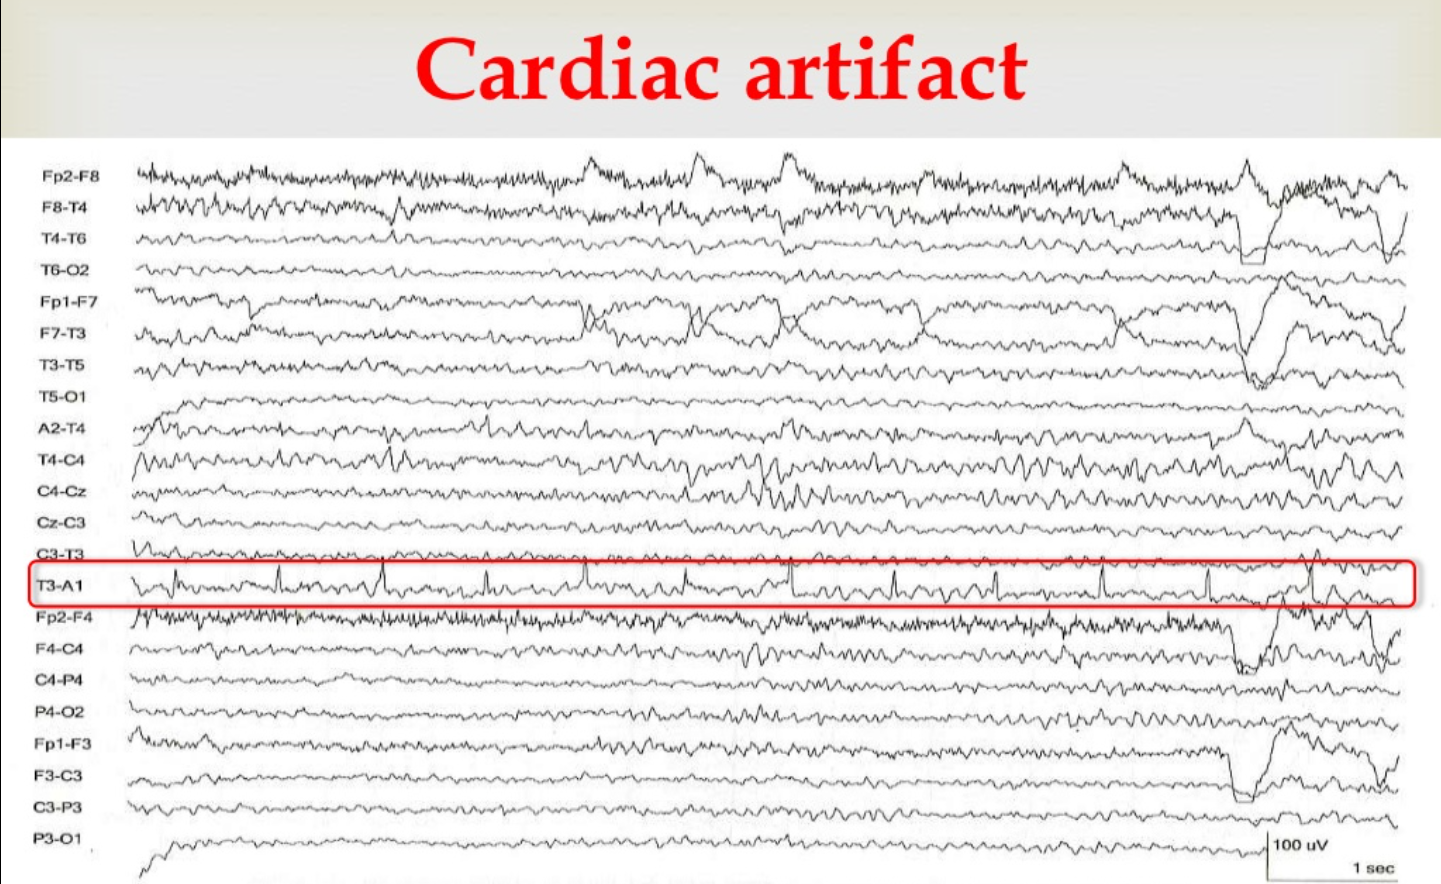 Cardiac artifact
Fp2-F8
F8-T4
T4-T6
T6-O2
Fp1-F7
F7-T3
T3-T5
T5-O1
A2-T4
T4-C4
C4-Cz
Cz-C3
C3-T3
T3-A1
Fp2-F4
F4-C4
C4-P4
P4-O2
Fp1-F3
F3-C3
C3-P3
P3-O1
100 uV
1 sec